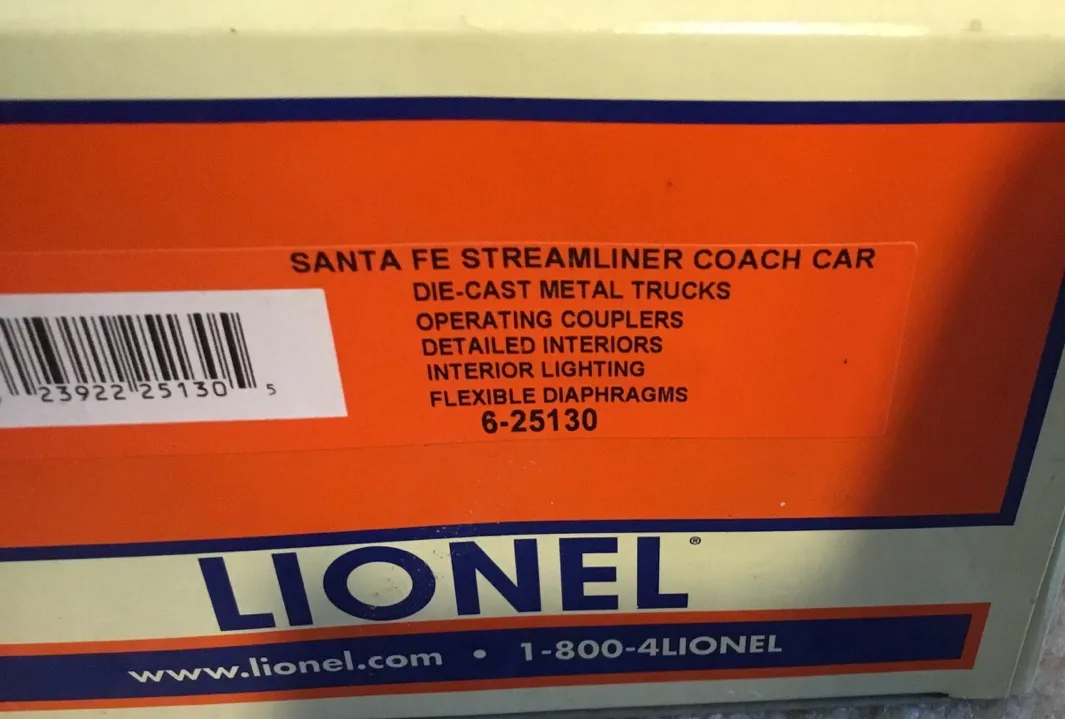 SANTA FE STREAMLINER COACH CAR
DIE-CAST METAL TRUCKS
OPERATING COUPLERS
DETAILED INTERIORS
INTERIOR LIGHTING
FLEXIBLE DIAPHRAGMS
6-25130
23922 25130 5
LIONEL®
www.lionel.com • 1-800-4LIONEL